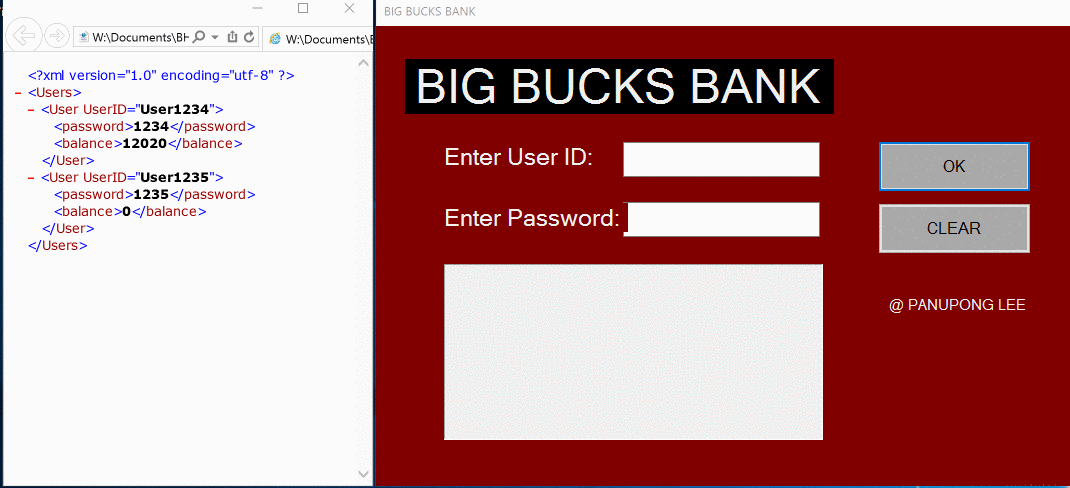 W:\Documents\BH
W:\Documents\B
<?xml version="1.0" encoding="utf-8" ?>
- <Users>
- <User UserID="User1234">
<password>1234</password>
<balance>12020</balance>
</User>
- <User UserID="User1235">
<password>1235</password>
<balance>0</balance>
</User>
</Users>
BIG BUCKS BANK
BIG BUCKS BANK
Enter User ID:
OK
Enter Password:
CLEAR
@ PANUPONG LEE